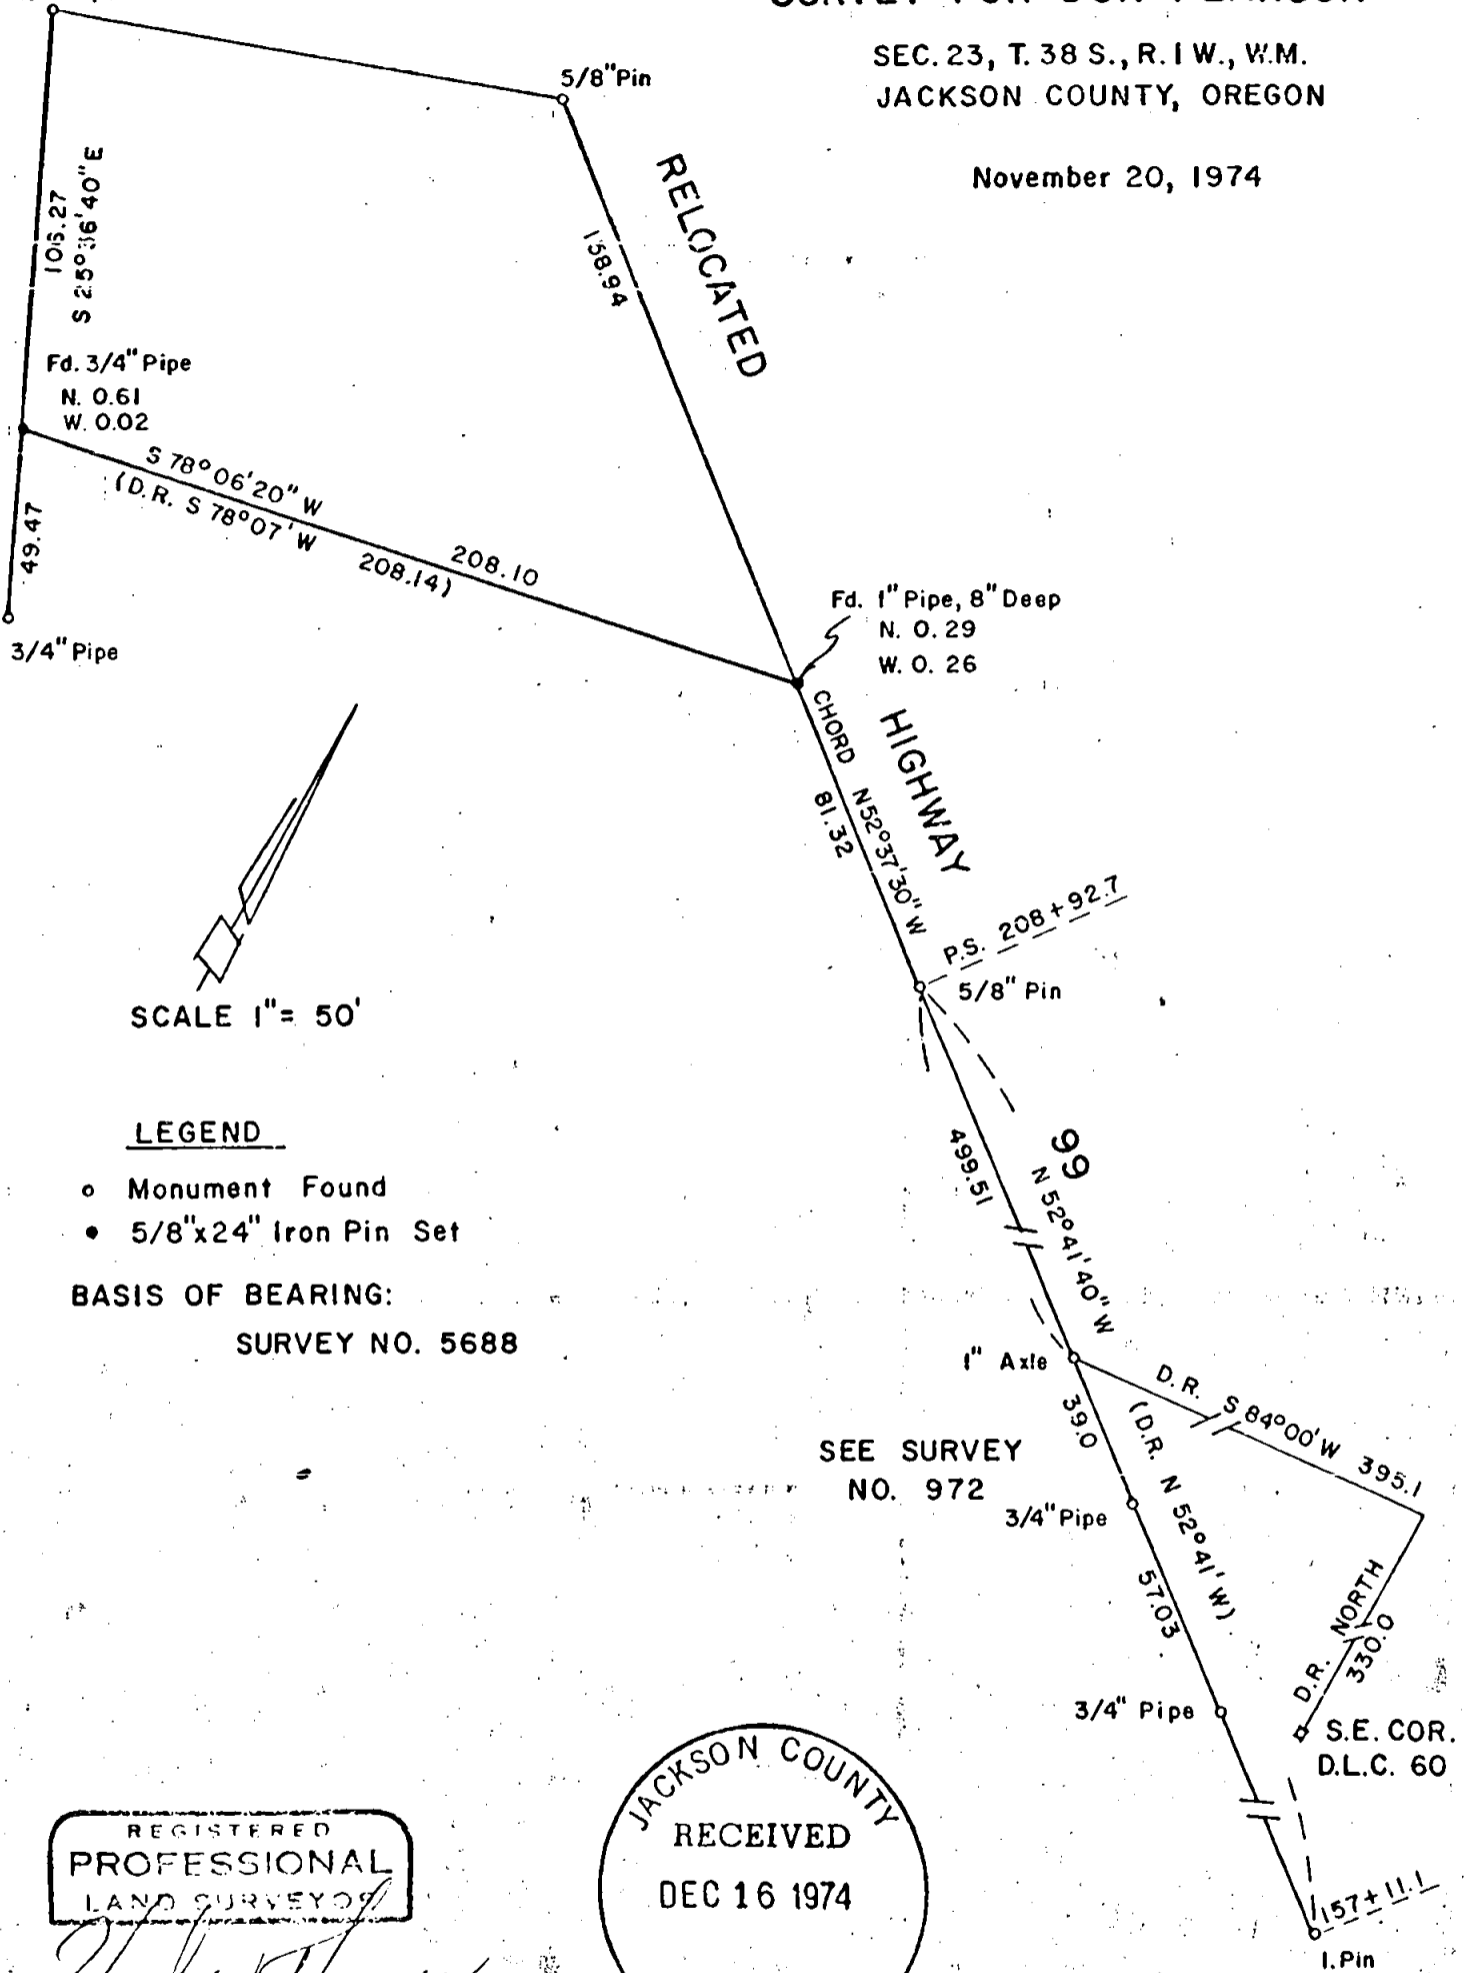 SEC. 23, T. 38 S., R. 1 W., W.M.
JACKSON COUNTY, OREGON
November 20, 1974
5/8" Pin
RELOCATED
158.94
S 25°36'40" E
Fd. 3/4" Pipe
N. 0.61
W. 0.02
S 78°06'20" W
208.10
(D.R. S 78°07' W 208.14)
49.47
3/4" Pipe
Fd. 1" Pipe, 8" Deep
N. 0.29
W. 0.26
CHORD N52°37'30" W
81.32
HIGHWAY
P.S. 208+92.7
5/8" Pin
SCALE 1"= 50'
LEGEND
Monument Found
5/8"x24" Iron Pin Set
BASIS OF BEARING:
SURVEY NO. 5688
99
499.51
N 52°41'40" W
1" Axle
D.R. S 84°00' W 395.1
39.0
(D.R. N 52°41' W)
SEE SURVEY
NO. 972
3/4" Pipe
57.03
D.R. NORTH
330.0
3/4" Pipe
S.E. COR.
D.L.C. 60
157+11.1
I. Pin
REGISTERED
PROFESSIONAL
LAND SURVEYOR
JACKSON COUNTY
RECEIVED
DEC 16 1974